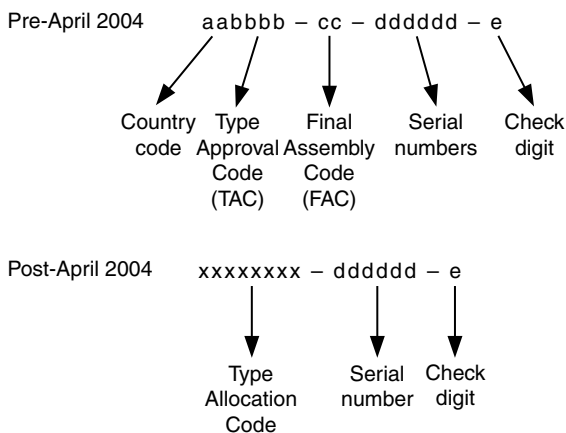 Pre-April 2004 aabbbb – cc – dddddd – e
Country Type Final Serial Check
code Approval Assembly numbers digit
Code Code
(TAC) (FAC)
Post-April 2004 xxxxxxxx – dddddd – e
Type Serial Check
Allocation number digit
Code